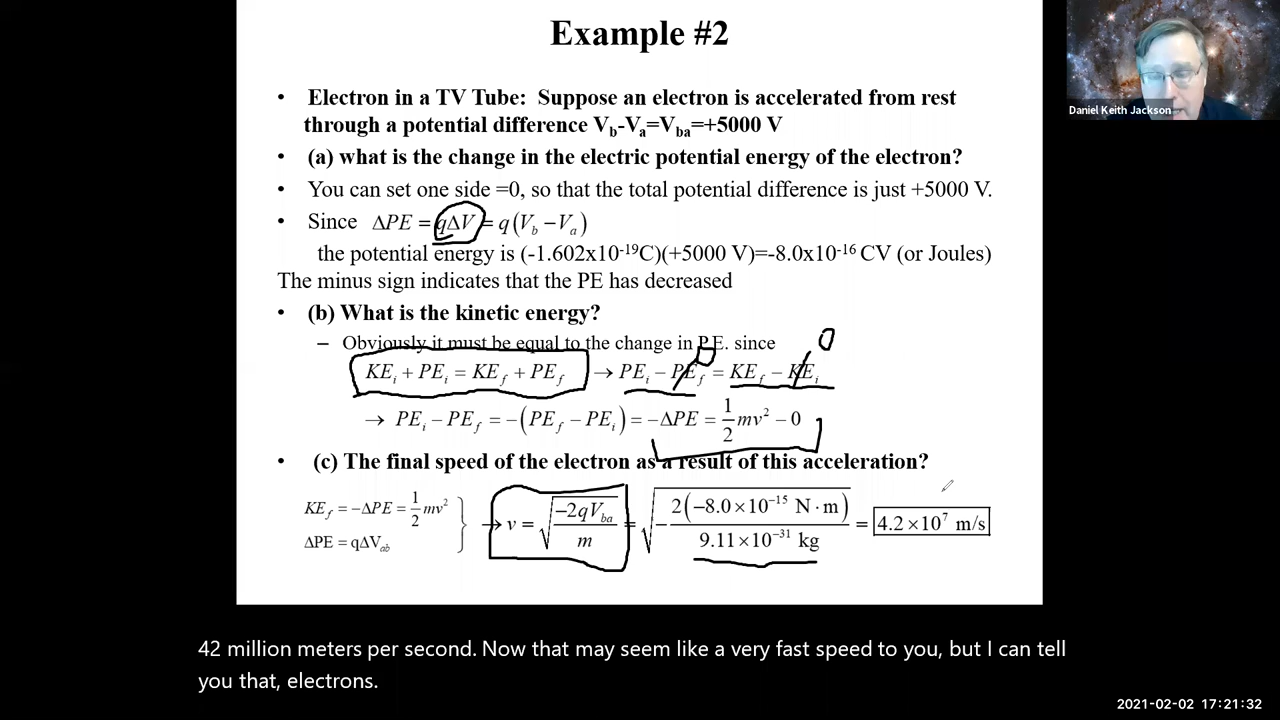 Example #2
Daniel Keith Jackson
• Electron in a TV Tube: Suppose an electron is accelerated from rest
through a potential difference Vb-Va=Vba=+5000 V
• (a) what is the change in the electric potential energy of the electron?
• You can set one side =0, so that the total potential difference is just +5000 V.
• Since ΔPE = qΔV = q(Vb − Va)
the potential energy is (-1.602x10⁻¹⁹C)(+5000 V)=-8.0x10⁻¹⁶ CV (or Joules)
The minus sign indicates that the PE has decreased
• (b) What is the kinetic energy?
– Obviously it must be equal to the change in P.E. since
0 0
KEi + PEi = KEf + PEf → PEi − PEf = KEf − KEi
→ PEi − PEf = −(PEf − PEi) = −ΔPE = 1/2 mv² − 0
• (c) The final speed of the electron as a result of this acceleration?
KEf = −ΔPE = 1/2 mv² } → v = √(−2qVba / m) = √(− 2(−8.0×10⁻¹⁵ N·m) / 9.11×10⁻³¹ kg) = 4.2×10⁷ m/s
ΔPE = qΔVab
42 million meters per second. Now that may seem like a very fast speed to you, but I can tell
you that, electrons.
2021-02-02 17:21:32